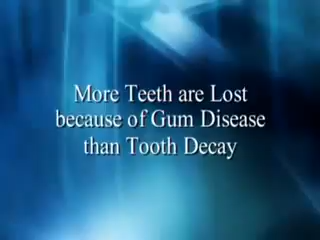 More Teeth are Lost
because of Gum Disease
than Tooth Decay